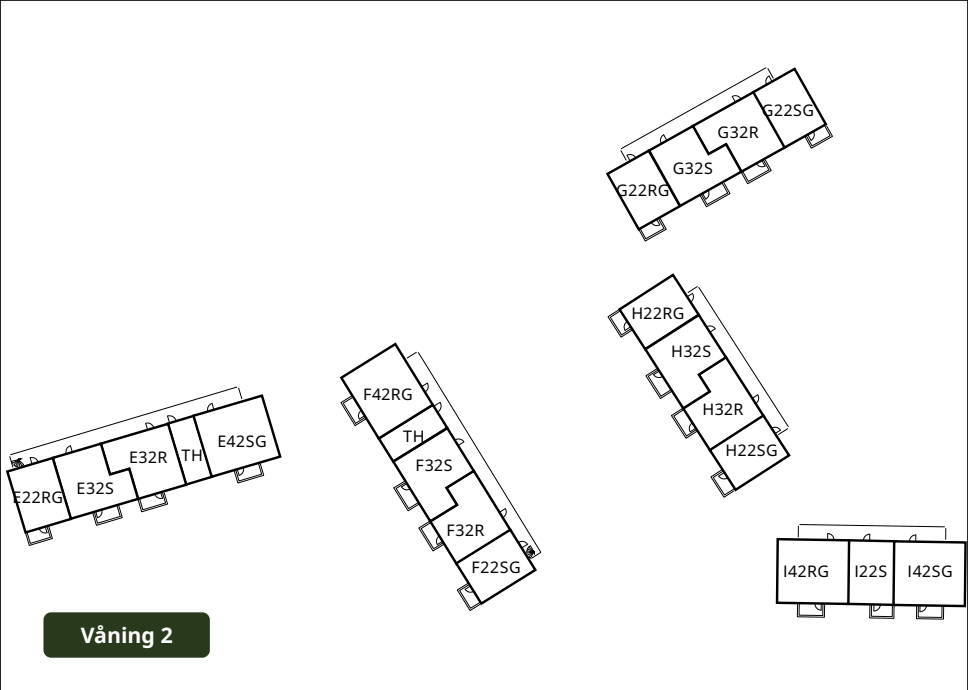 G22SG
G32R
G32S
G22RG
H22RG
H32S
H32R
H22SG
F42RG
TH
F32S
F32R
F22SG
E42SG
TH
E32R
E32S
E22RG
I42RG
I22S
I42SG
Våning 2